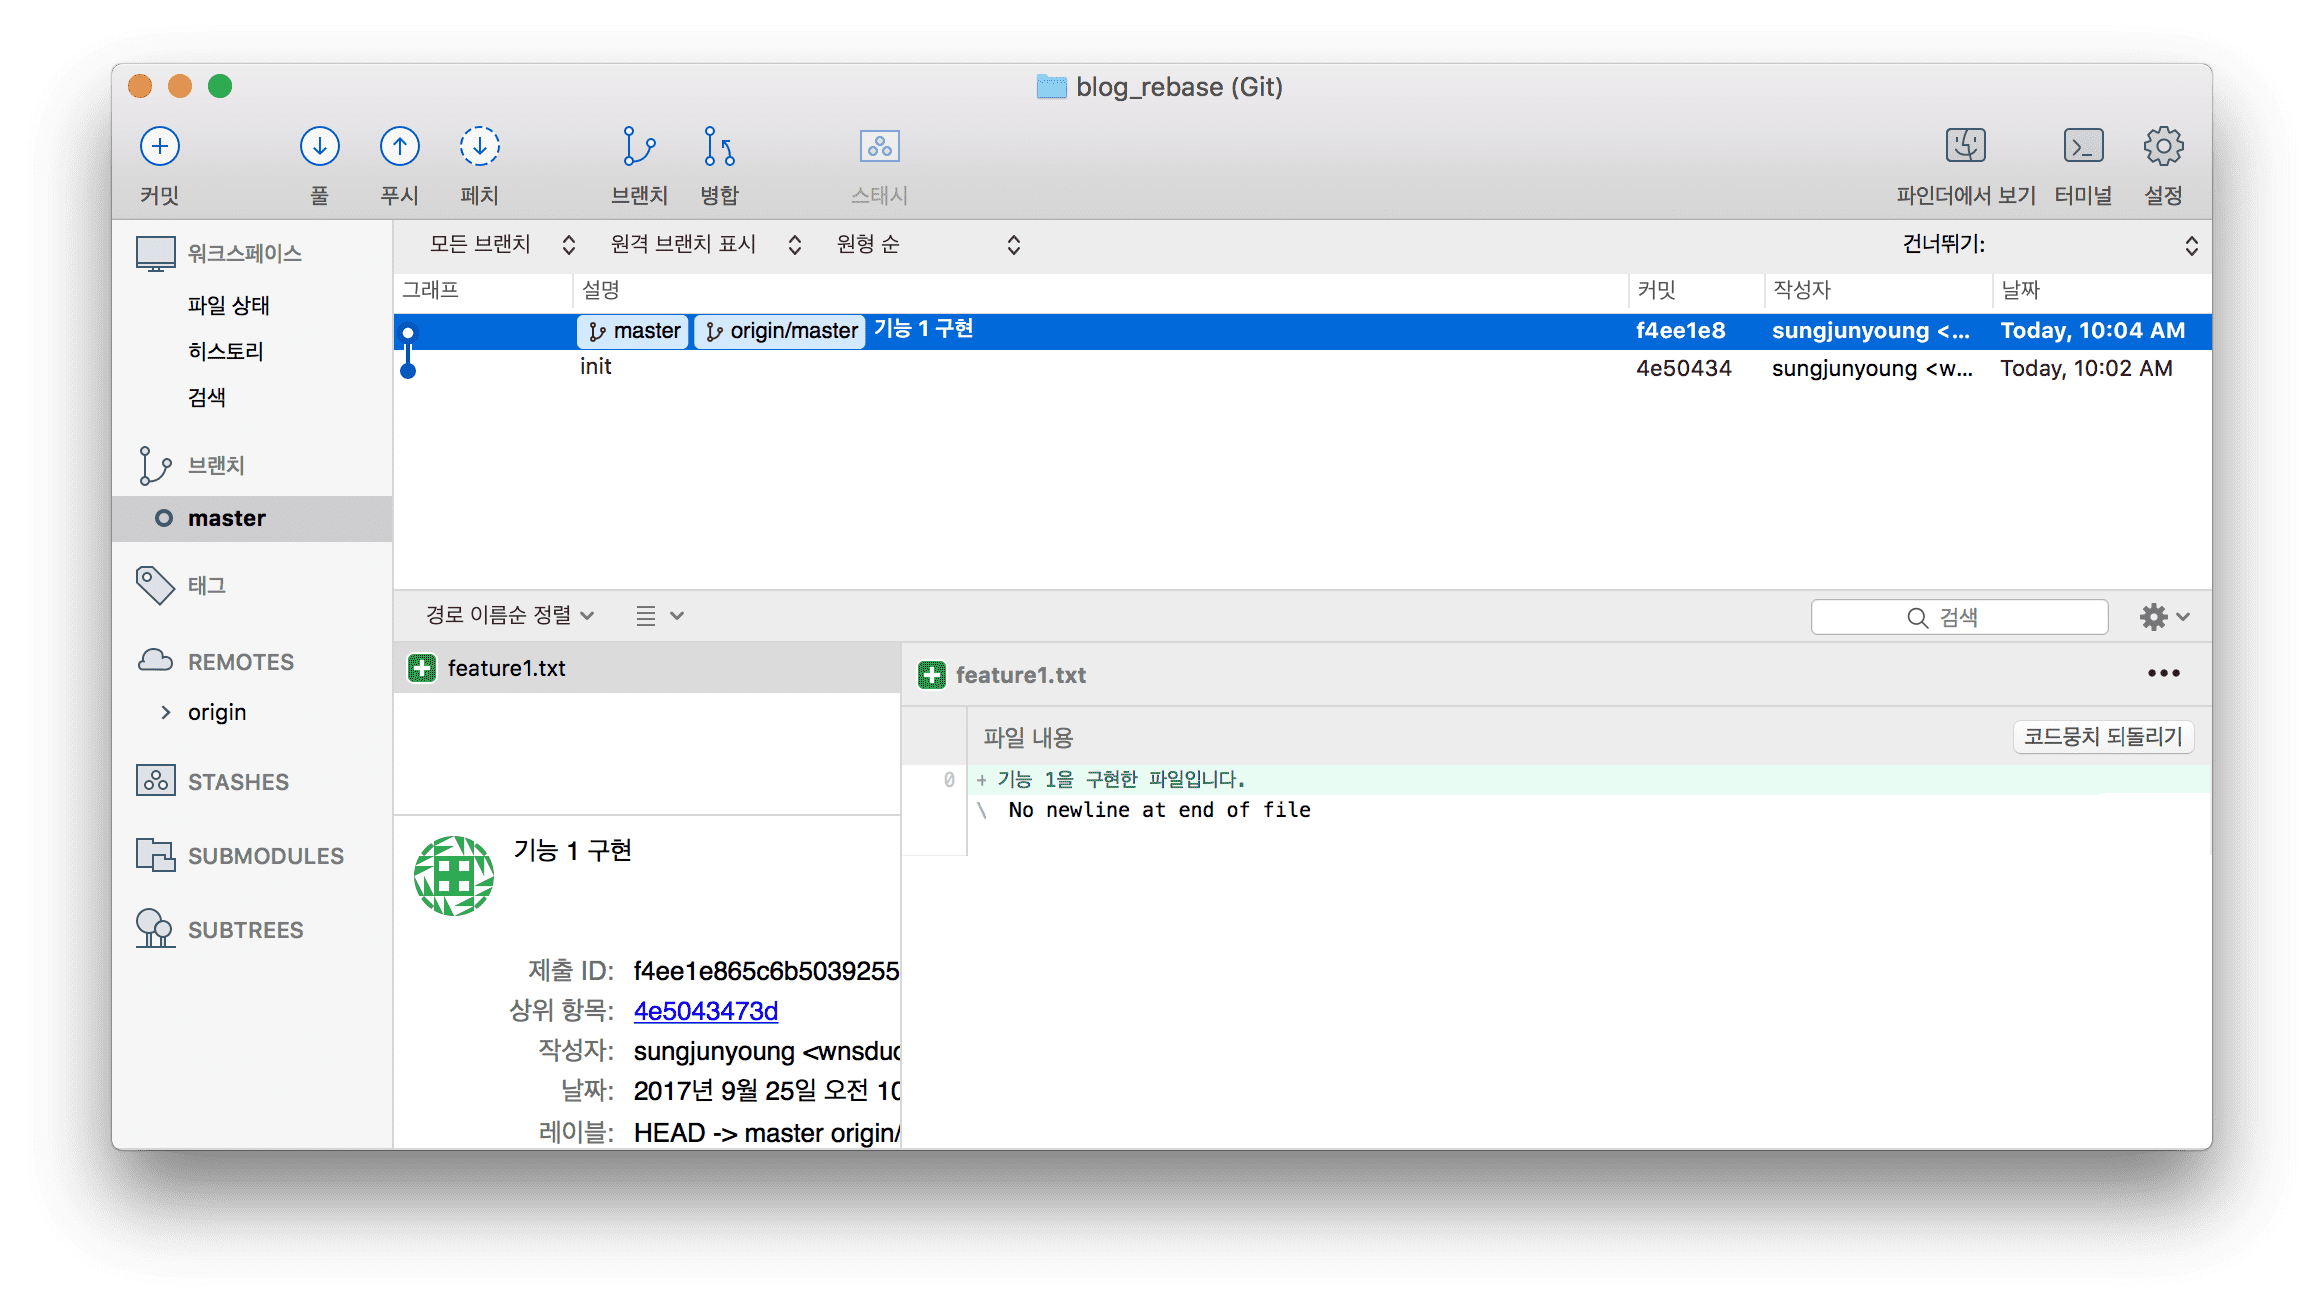 blog_rebase (Git)
커밋 풀 푸시 페치 브랜치 병합 스태시 파인더에서 보기 터미널 설정
워크스페이스
파일 상태
히스토리
검색
브랜치
master
태그
REMOTES
origin
STASHES
SUBMODULES
SUBTREES
모든 브랜치 원격 브랜치 표시 원형 순 건너뛰기:
그래프 설명 커밋 작성자 날짜
master origin/master 기능 1 구현 f4ee1e8 sungjunyoung <... Today, 10:04 AM
init 4e50434 sungjunyoung <w... Today, 10:02 AM
경로 이름순 정렬 검색
feature1.txt
기능 1 구현
제출 ID: f4ee1e865c6b5039255
상위 항목: 4e5043473d
작성자: sungjunyoung <wnsdu
날짜: 2017년 9월 25일 오전 10
레이블: HEAD -> master origin/
feature1.txt
파일 내용 코드뭉치 되돌리기
0 + 기능 1을 구현한 파일입니다.
\ No newline at end of file